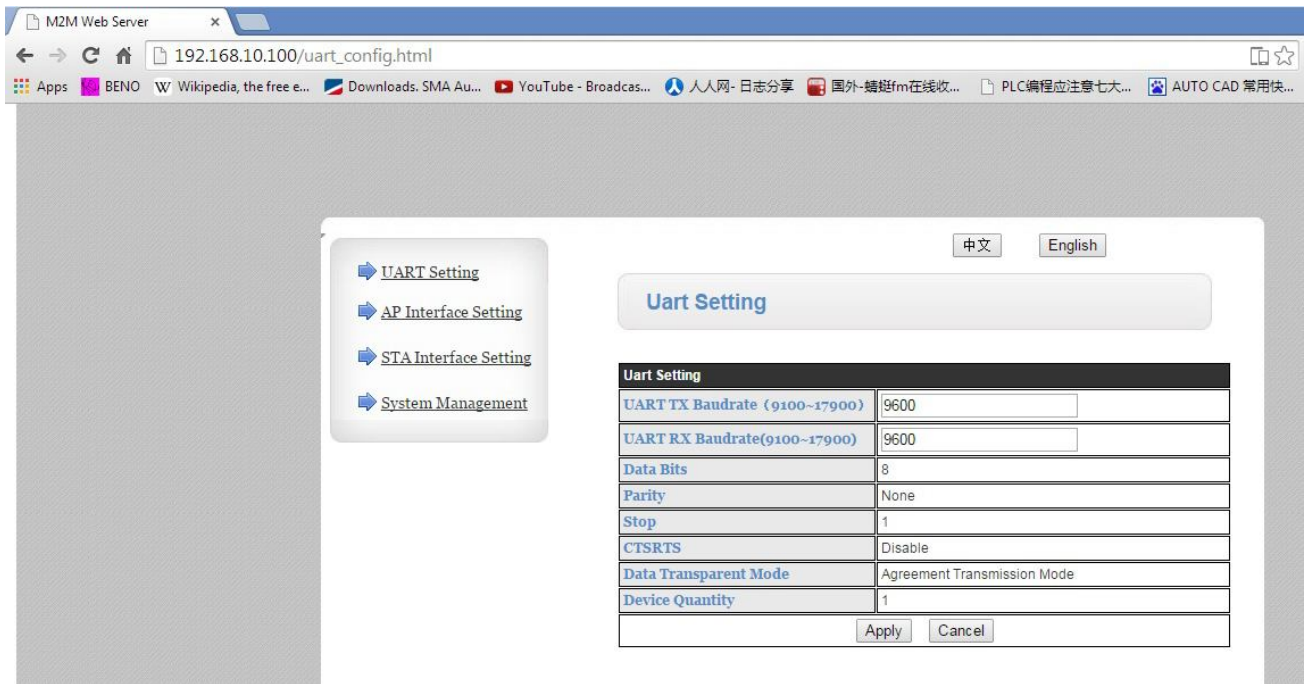 M2M Web Server
192.168.10.100/uart_config.html
Apps BENO W Wikipedia, the free e... Downloads. SMA Au... YouTube - Broadcas... 人人网- 日志分享 国外-蜻蜓fm在线收... PLC编程应注意七大... AUTO CAD 常用快...
中文 English
UART Setting
AP Interface Setting
STA Interface Setting
System Management
Uart Setting
Uart Setting
UART TX Baudrate（9100~17900） 9600
UART RX Baudrate(9100~17900) 9600
Data Bits 8
Parity None
Stop 1
CTSRTS Disable
Data Transparent Mode Agreement Transmission Mode
Device Quantity 1
Apply Cancel